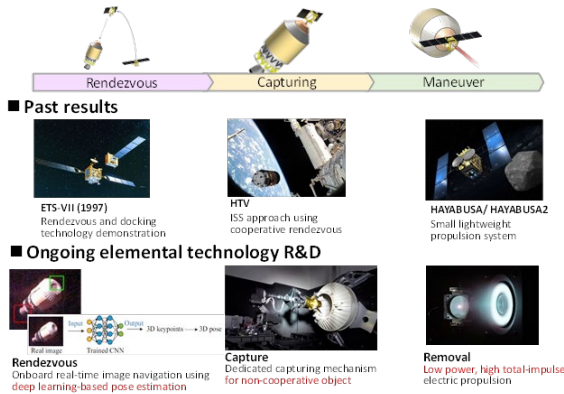 Rendezvous
Capturing
Maneuver
■ Past results
ETS-VII (1997)
Rendezvous and docking
technology demonstration
HTV
ISS approach using
cooperative rendezvous
HAYABUSA/ HAYABUSA2
Small lightweight
propulsion system
■ Ongoing elemental technology R&D
Real image
Input
Trained CNN
Output
3D keypoints
3D pose
Rendezvous
Onboard real-time image navigation using
deep learning-based pose estimation
Capture
Dedicated capturing mechanism
for non-cooperative object
Removal
Low power, high total-impulse
electric propulsion